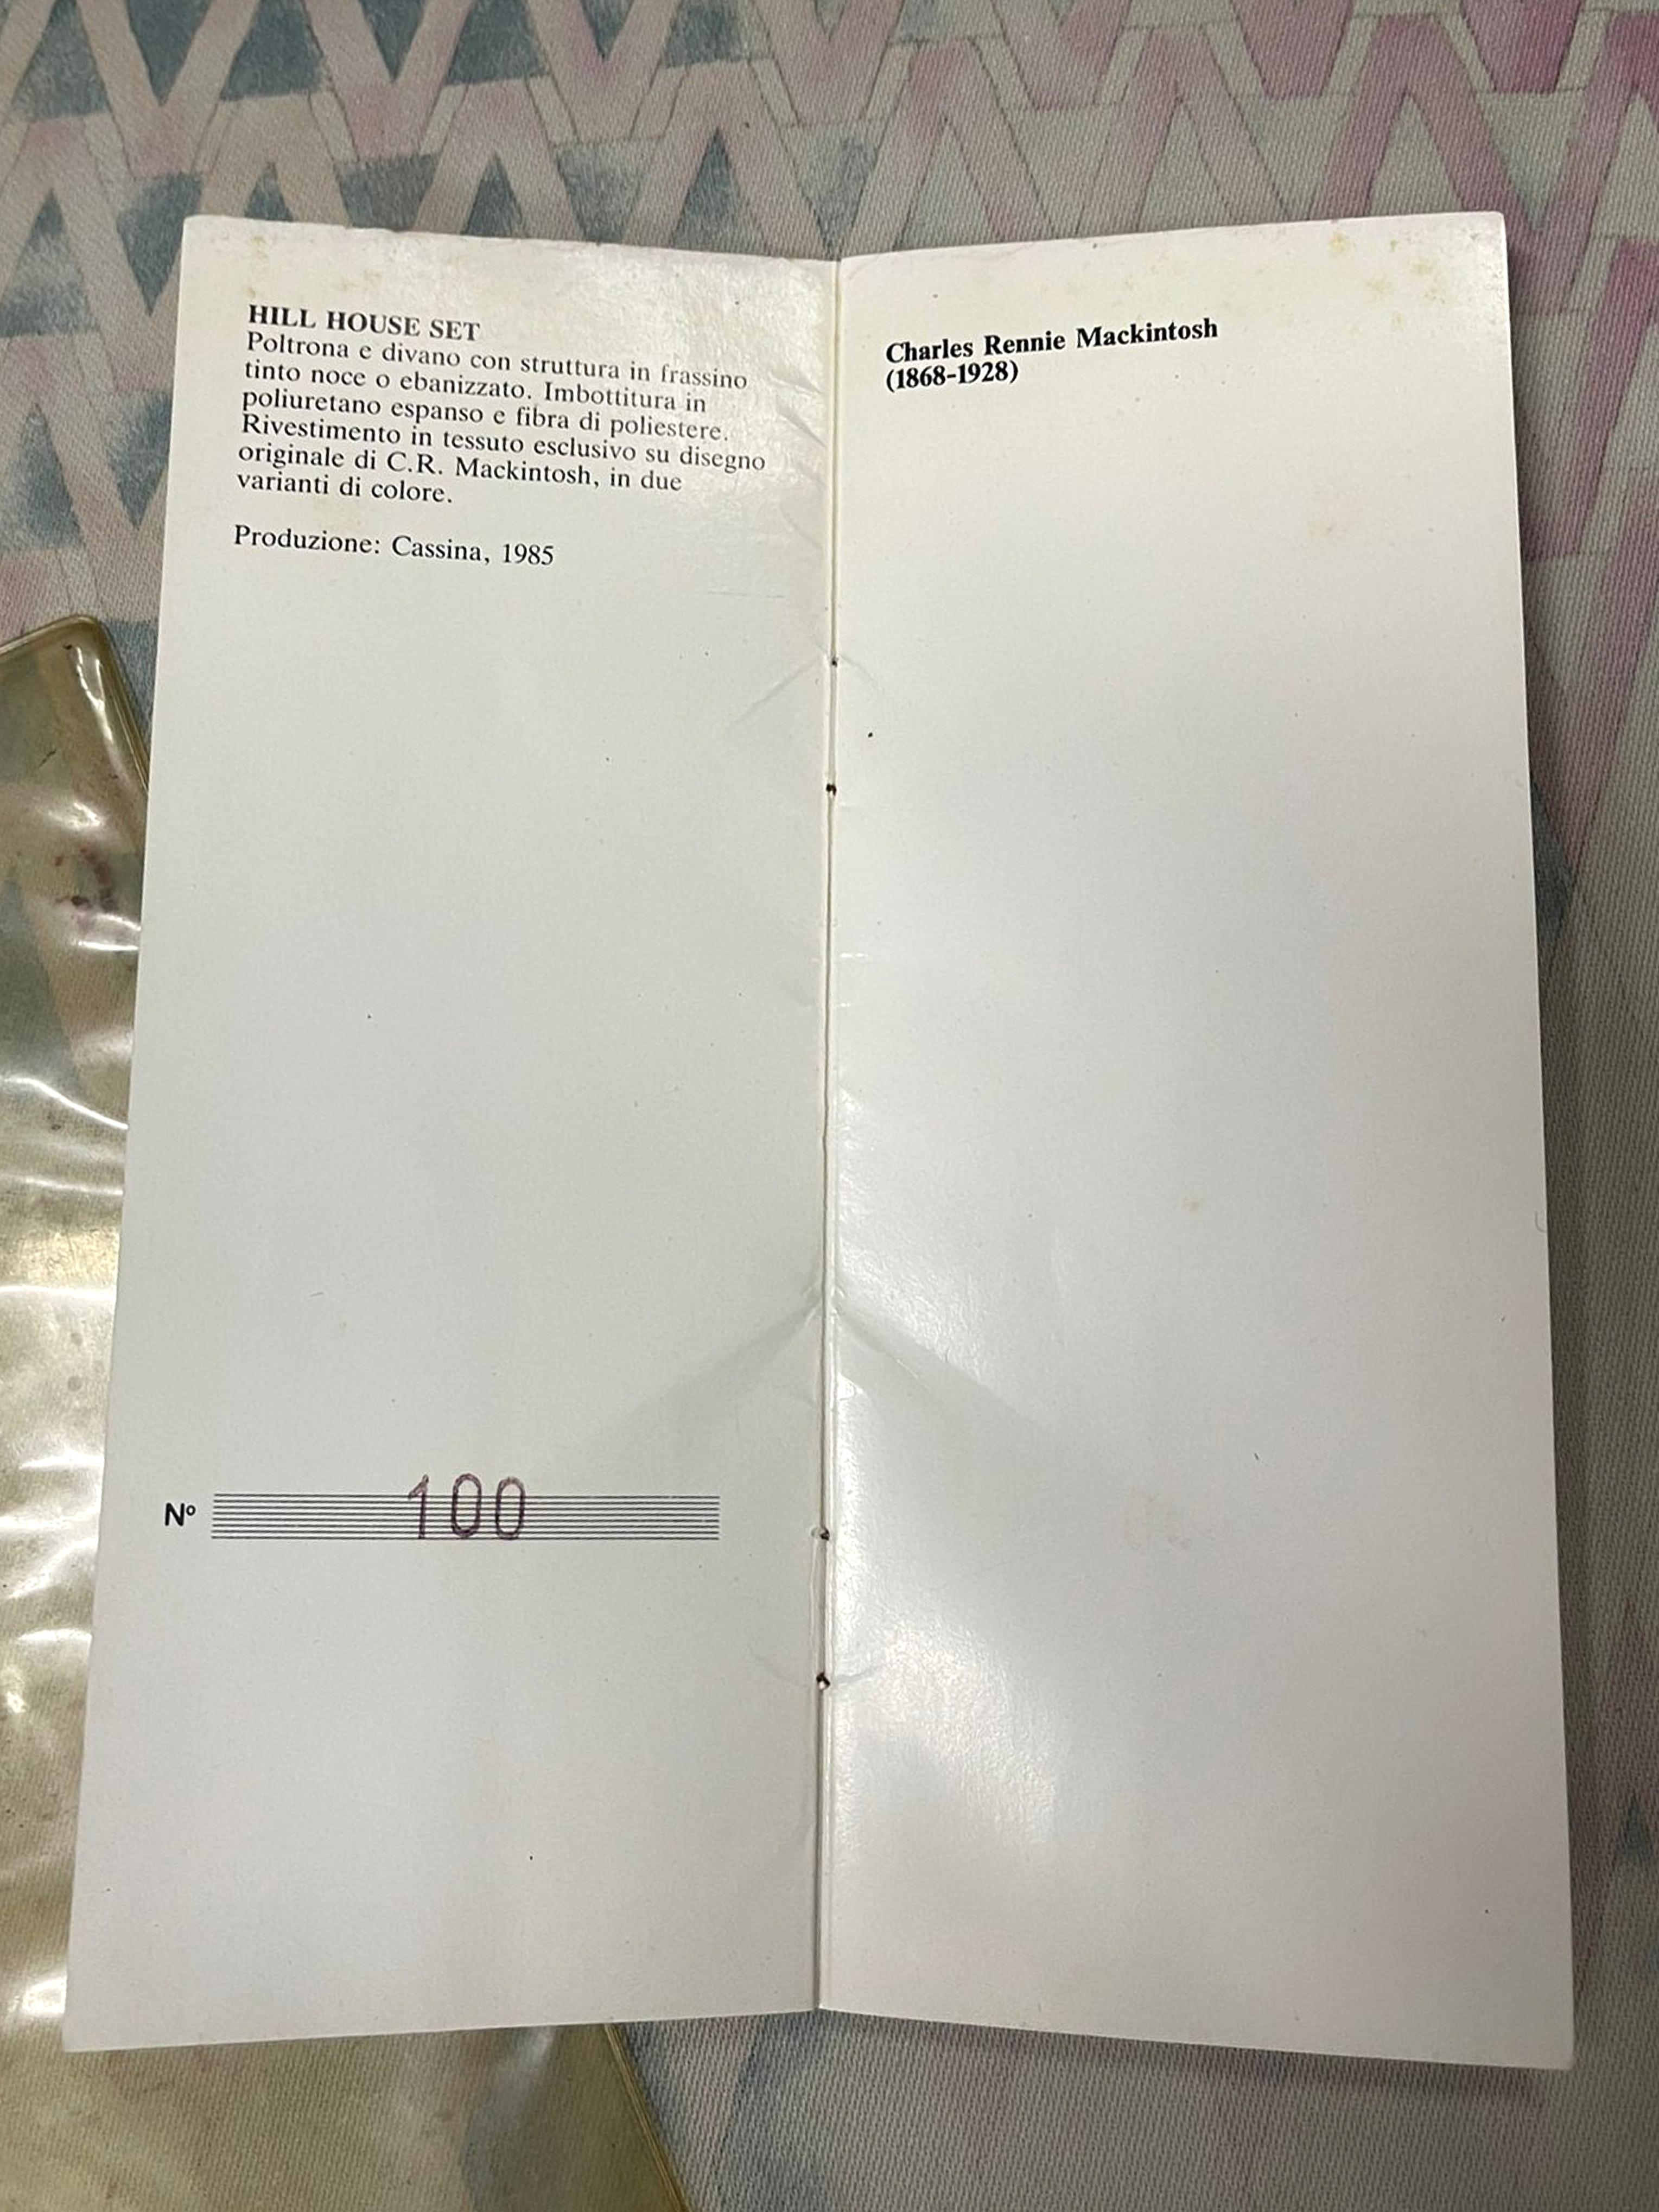 HILL HOUSE SET
Poltrona e divano con struttura in frassino
tinto noce o ebanizzato. Imbottitura in
poliuretano espanso e fibra di poliestere.
Rivestimento in tessuto esclusivo su disegno
originale di C.R. Mackintosh, in due
varianti di colore.
Produzione: Cassina, 1985
Nº 100
Charles Rennie Mackintosh
(1868-1928)